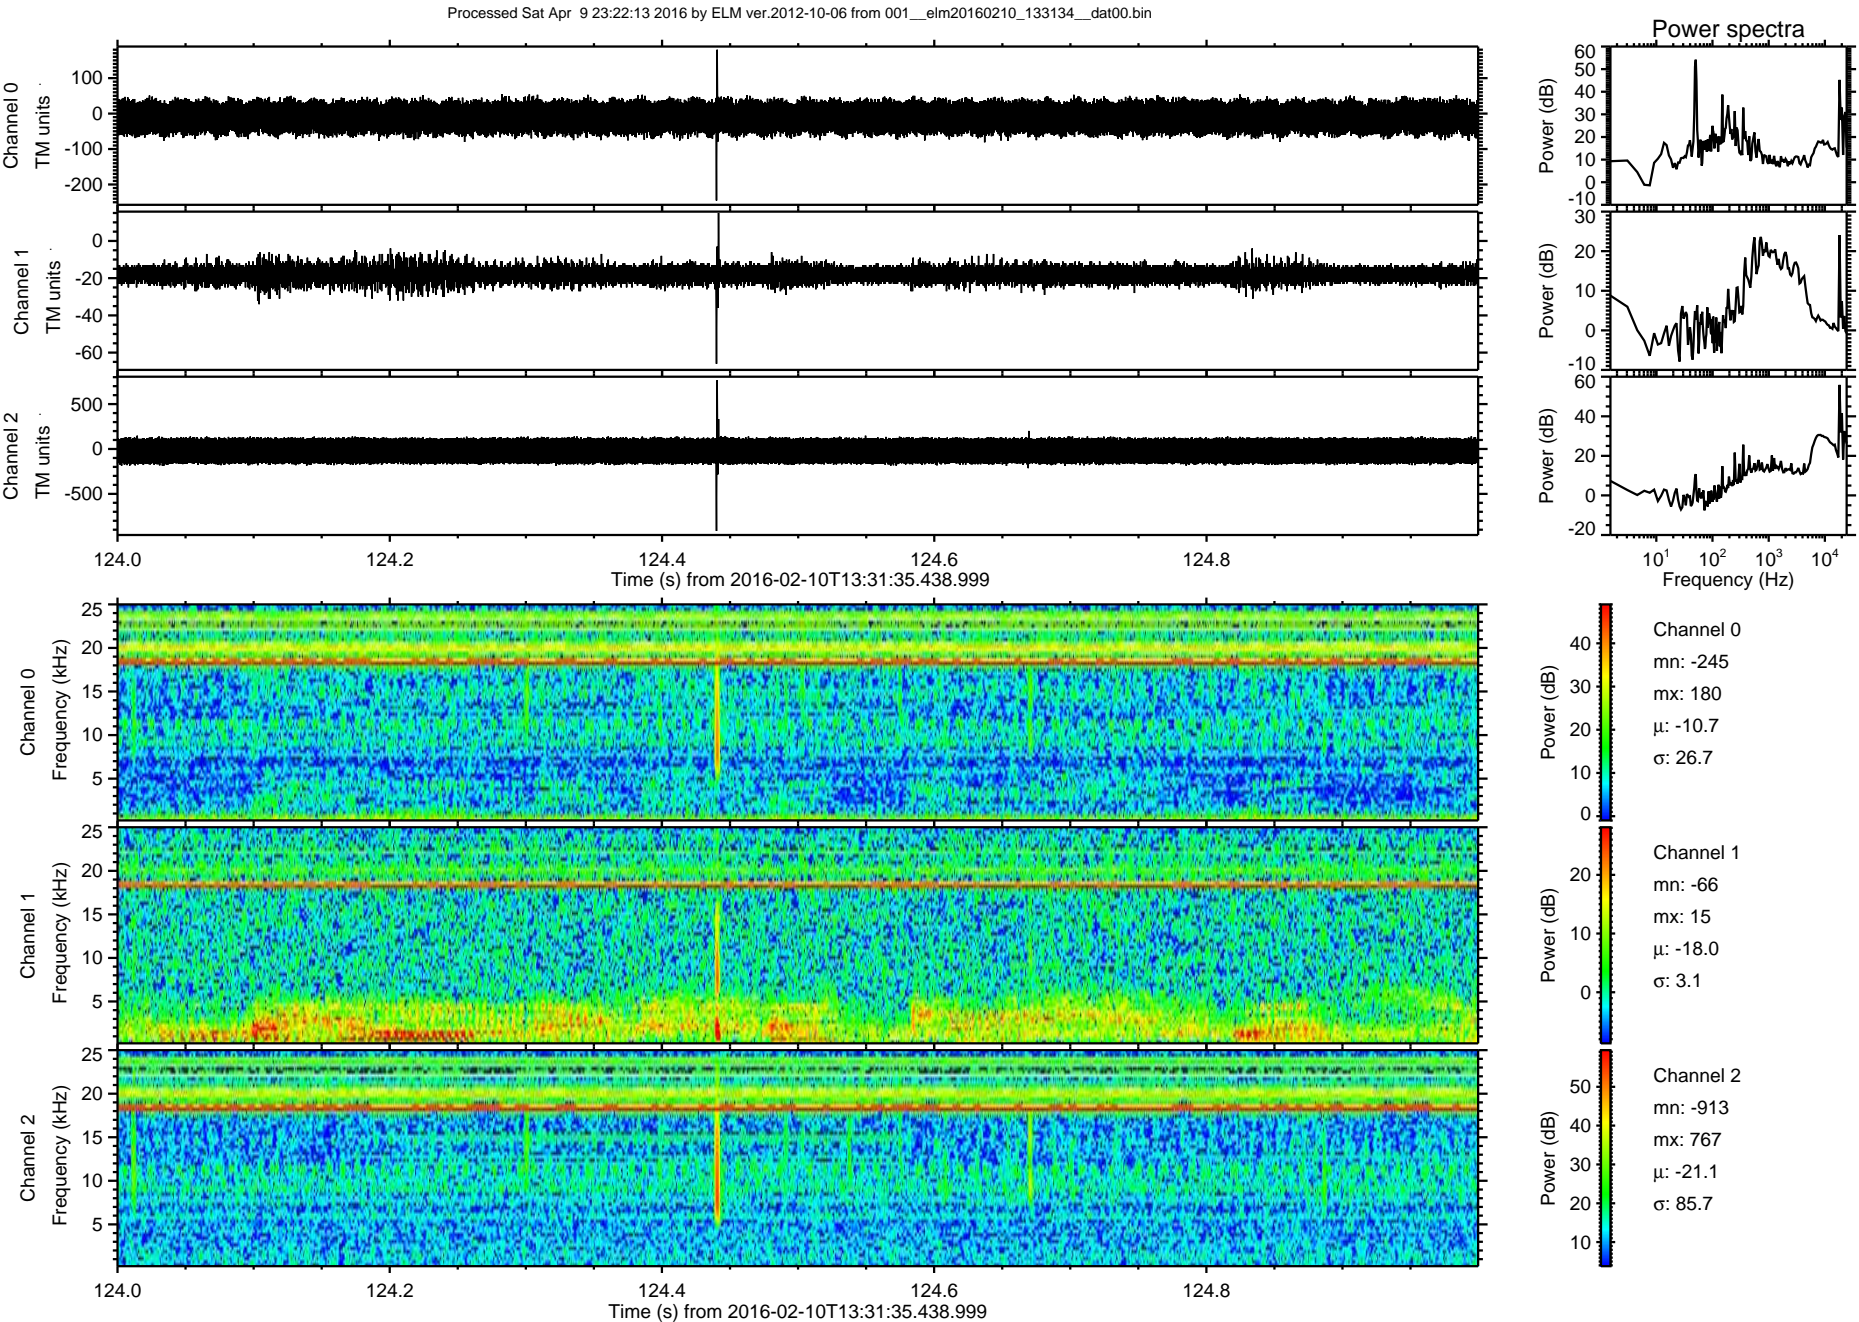 Processed Sat Apr  9 23:22:13 2016 by ELM ver.2012-10-06 from 001__elm20160210_133134__dat00.bin
Power spectra
Channel 0
TM units
100
0
-100
-200
Power (dB)
60
50
40
30
20
10
0
-10
Channel 1
TM units
0
-20
-40
-60
Power (dB)
30
20
10
0
-10
Channel 2
TM units
500
0
-500
Power (dB)
60
40
20
0
-20
124.0 124.2 124.4 124.6 124.8
Time (s) from 2016-02-10T13:31:35.438.999
10¹ 10² 10³ 10⁴
Frequency (Hz)
Channel 0
Frequency (kHz)
25
20
15
10
5
Power (dB)
40
30
20
10
0
Channel 0
mn: -245
mx: 180
μ: -10.7
σ: 26.7
Channel 1
Frequency (kHz)
25
20
15
10
5
Power (dB)
20
10
0
Channel 1
mn: -66
mx: 15
μ: -18.0
σ: 3.1
Channel 2
Frequency (kHz)
25
20
15
10
5
Power (dB)
50
40
30
20
10
Channel 2
mn: -913
mx: 767
μ: -21.1
σ: 85.7
124.0 124.2 124.4 124.6 124.8
Time (s) from 2016-02-10T13:31:35.438.999